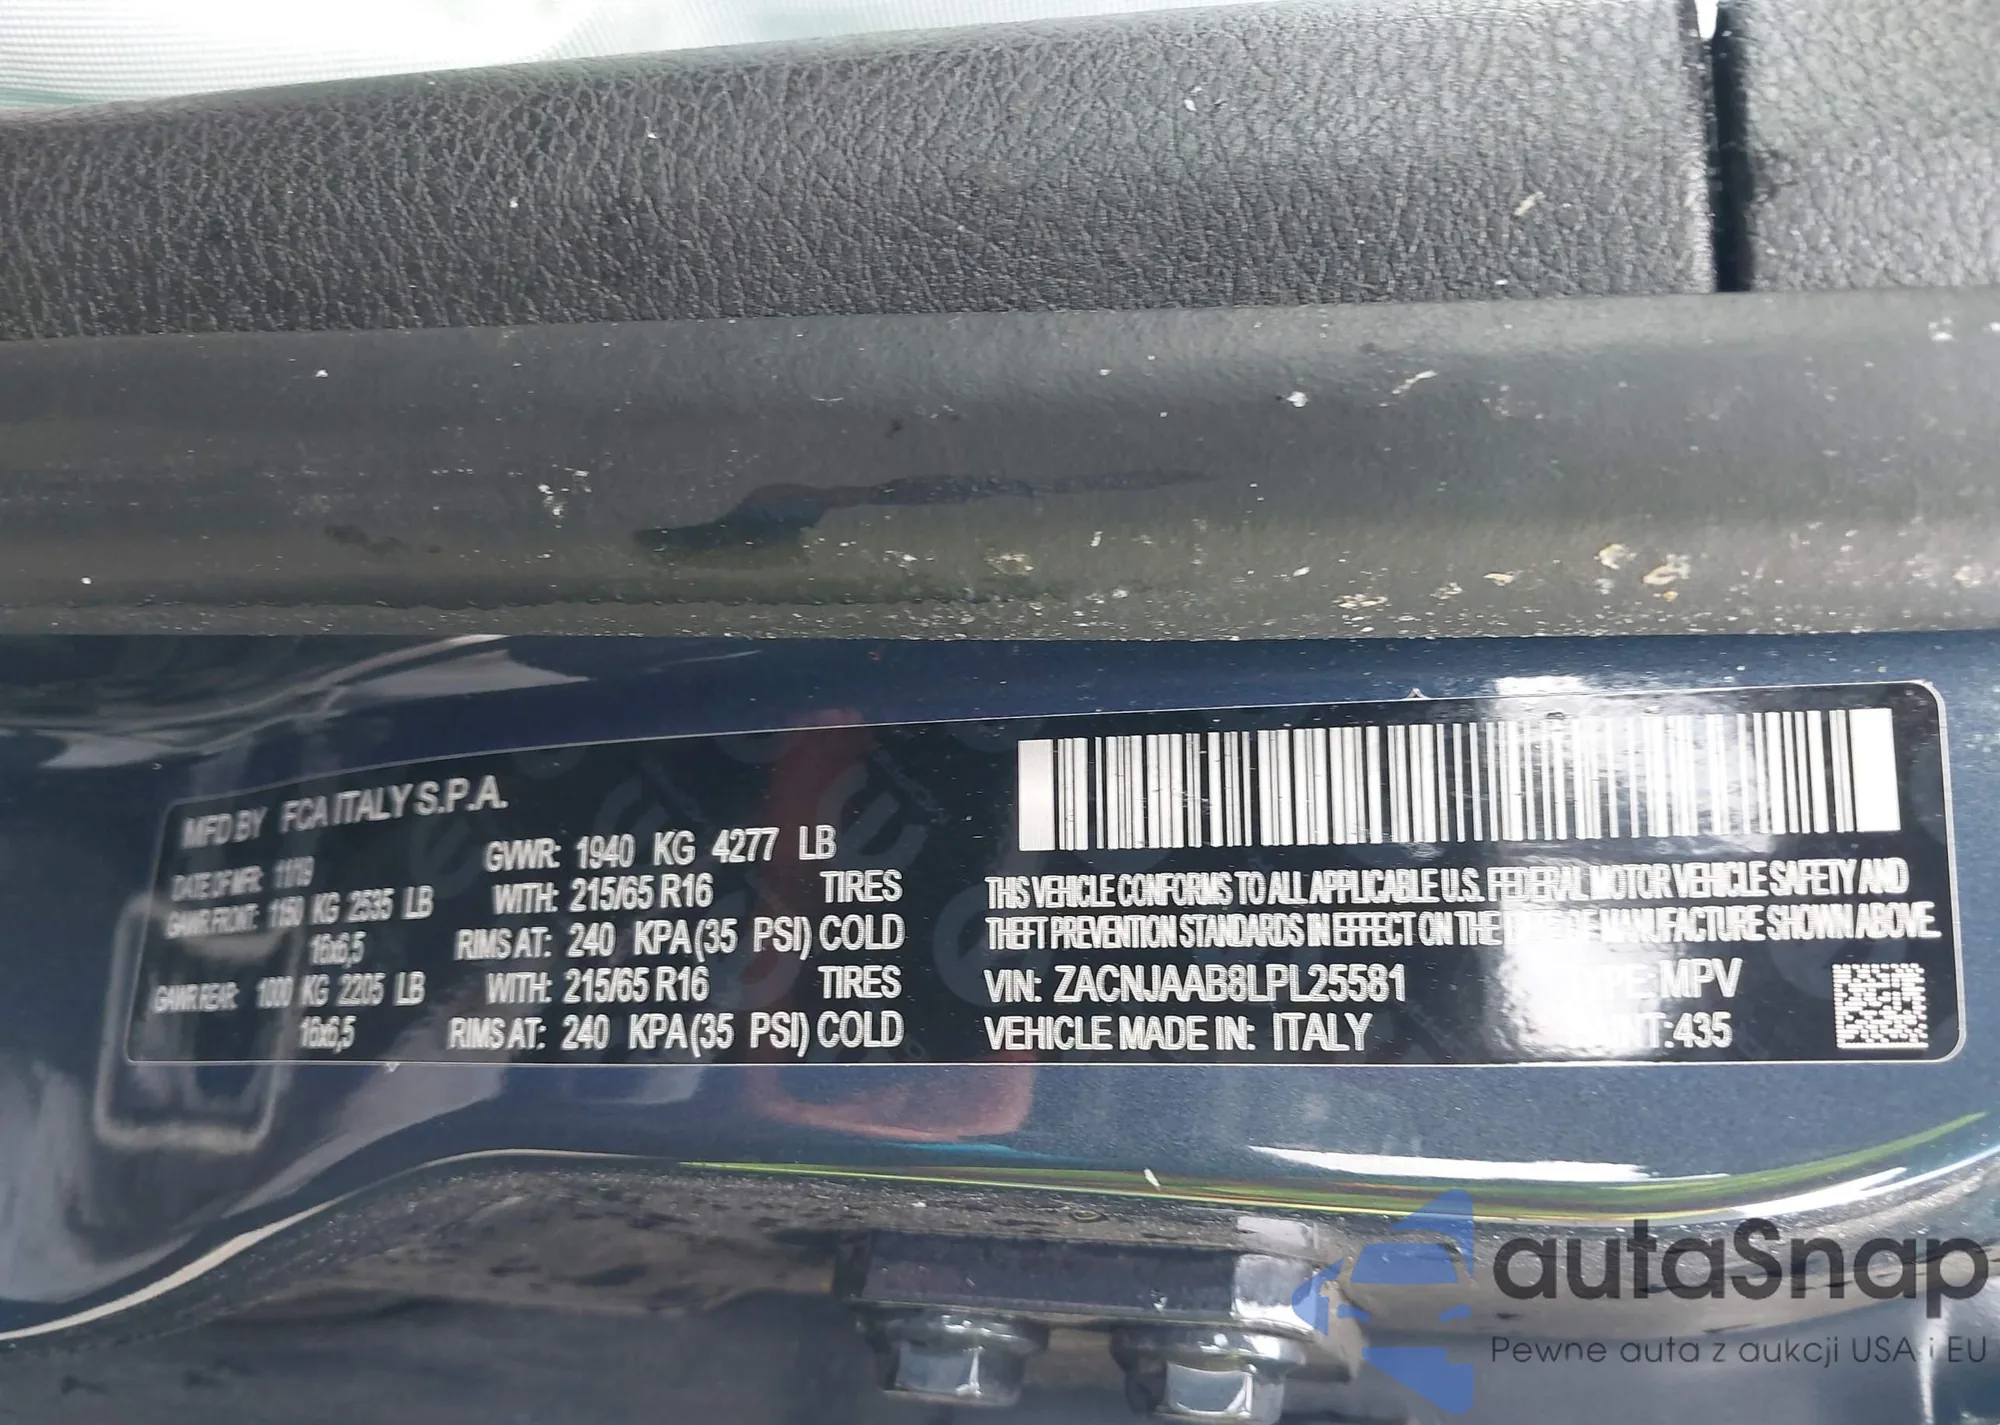 MFD BY FCA ITALY S.P.A.
DATE OF MFR: 11/19 GVWR: 1940 KG 4277 LB
GAWR FRONT: 1150 KG 2535 LB WITH: 215/65 R16 TIRES
16x6,5 RIMS AT: 240 KPA (35 PSI) COLD
GAWR REAR: 1000 KG 2205 LB WITH: 215/65 R16 TIRES
16x6,5 RIMS AT: 240 KPA (35 PSI) COLD
THIS VEHICLE CONFORMS TO ALL APPLICABLE U.S. FEDERAL MOTOR VEHICLE SAFETY AND
THEFT PREVENTION STANDARDS IN EFFECT ON THE DATE OF MANUFACTURE SHOWN ABOVE.
VIN: ZACNJAAB8LPL25581 TYPE: MPV
VEHICLE MADE IN: ITALY :435
autaSnap
Pewne auta z aukcji USA i EU